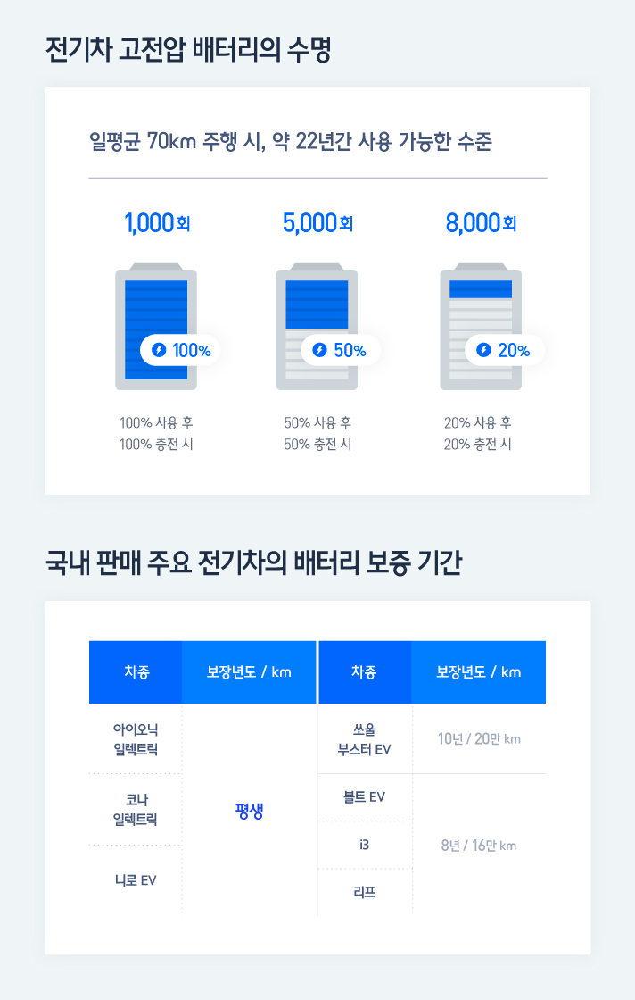 전기차 고전압 배터리의 수명
일평균 70km 주행 시, 약 22년간 사용 가능한 수준
1,000회
5,000회
8,000회
100%
50%
20%
100% 사용 후
100% 충전 시
50% 사용 후
50% 충전 시
20% 사용 후
20% 충전 시
국내 판매 주요 전기차의 배터리 보증 기간
차종
보장년도 / km
차종
보장년도 / km
아이오닉
일렉트릭
코나
일렉트릭
니로 EV
평생
쏘울
부스터 EV
10년 / 20만 km
볼트 EV
i3
리프
8년 / 16만 km